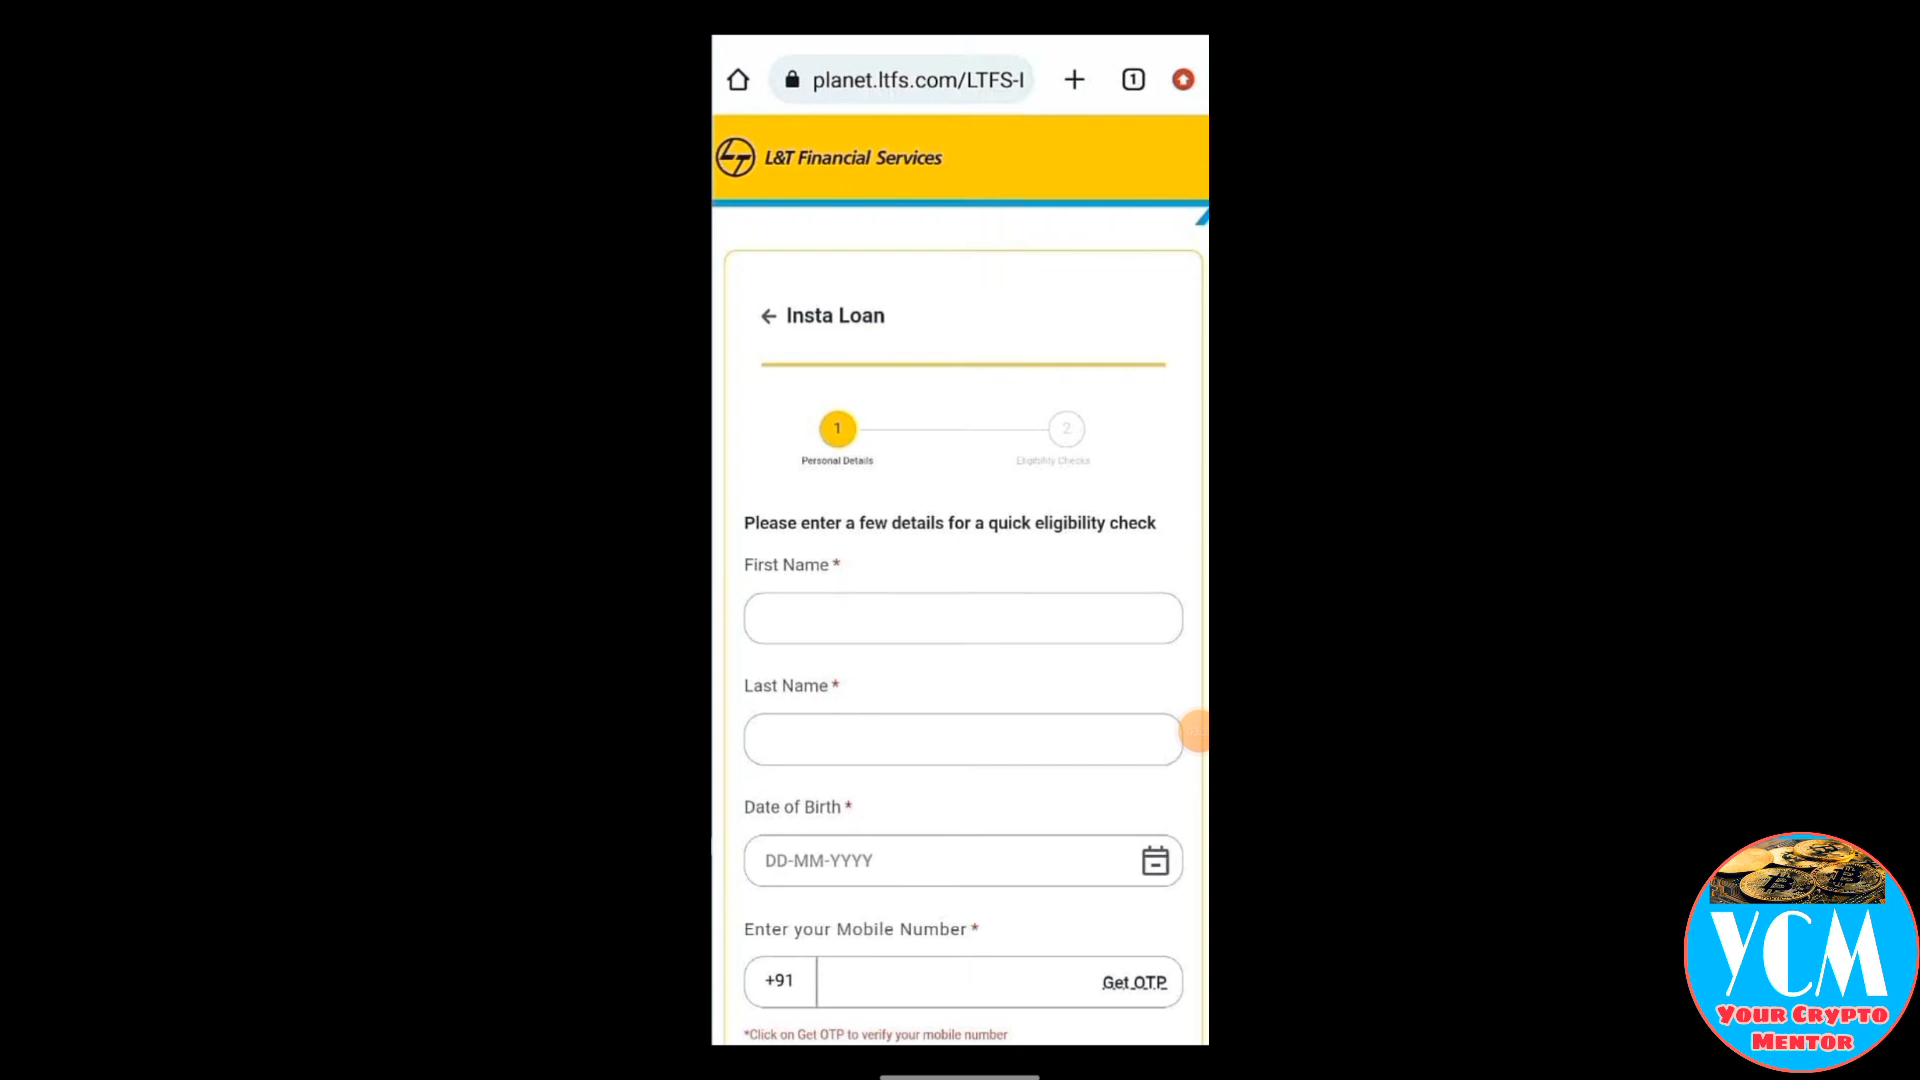 planet.ltfs.com/LTFS-I
1
L&T Financial Services
Insta Loan
1
2
Personal Details
Eligibility Checks
Please enter a few details for a quick eligibility check
First Name *
Last Name *
Date of Birth *
DD-MM-YYYY
Enter your Mobile Number *
+91
Get OTP
*Click on Get OTP to verify your mobile number
YCM
Your Crypto
Mentor